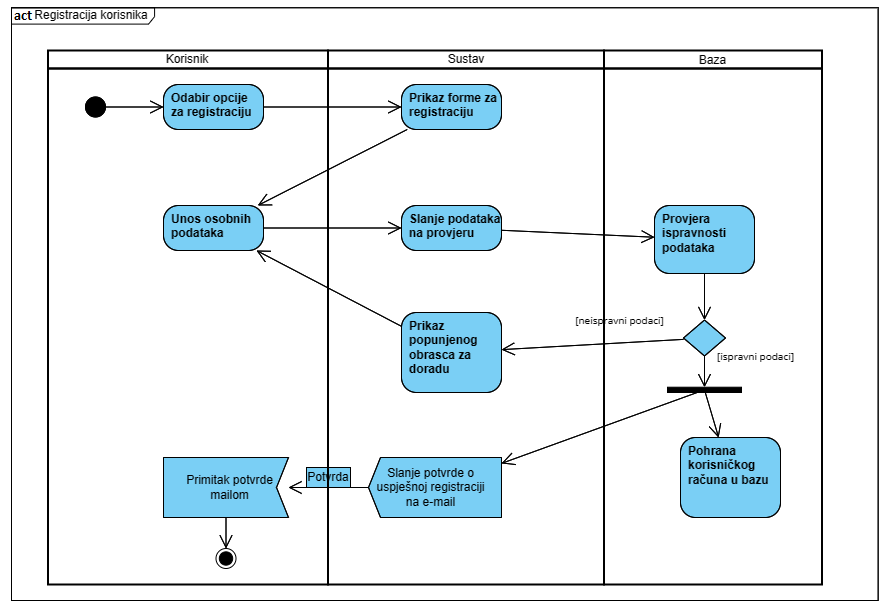 act Registracija korisnika
Korisnik
Sustav
Baza
Odabir opcije
za registraciju
Prikaz forme za
registraciju
Unos osobnih
podataka
Slanje podataka
na provjeru
Provjera
ispravnosti
podataka
Prikaz
popunjenog
obrasca za
doradu
[neispravni podaci]
[ispravni podaci]
Primitak potvrde
mailom
Potvrda
Slanje potvrde o
uspješnoj registraciji
na e-mail
Pohrana
korisničkog
računa u bazu